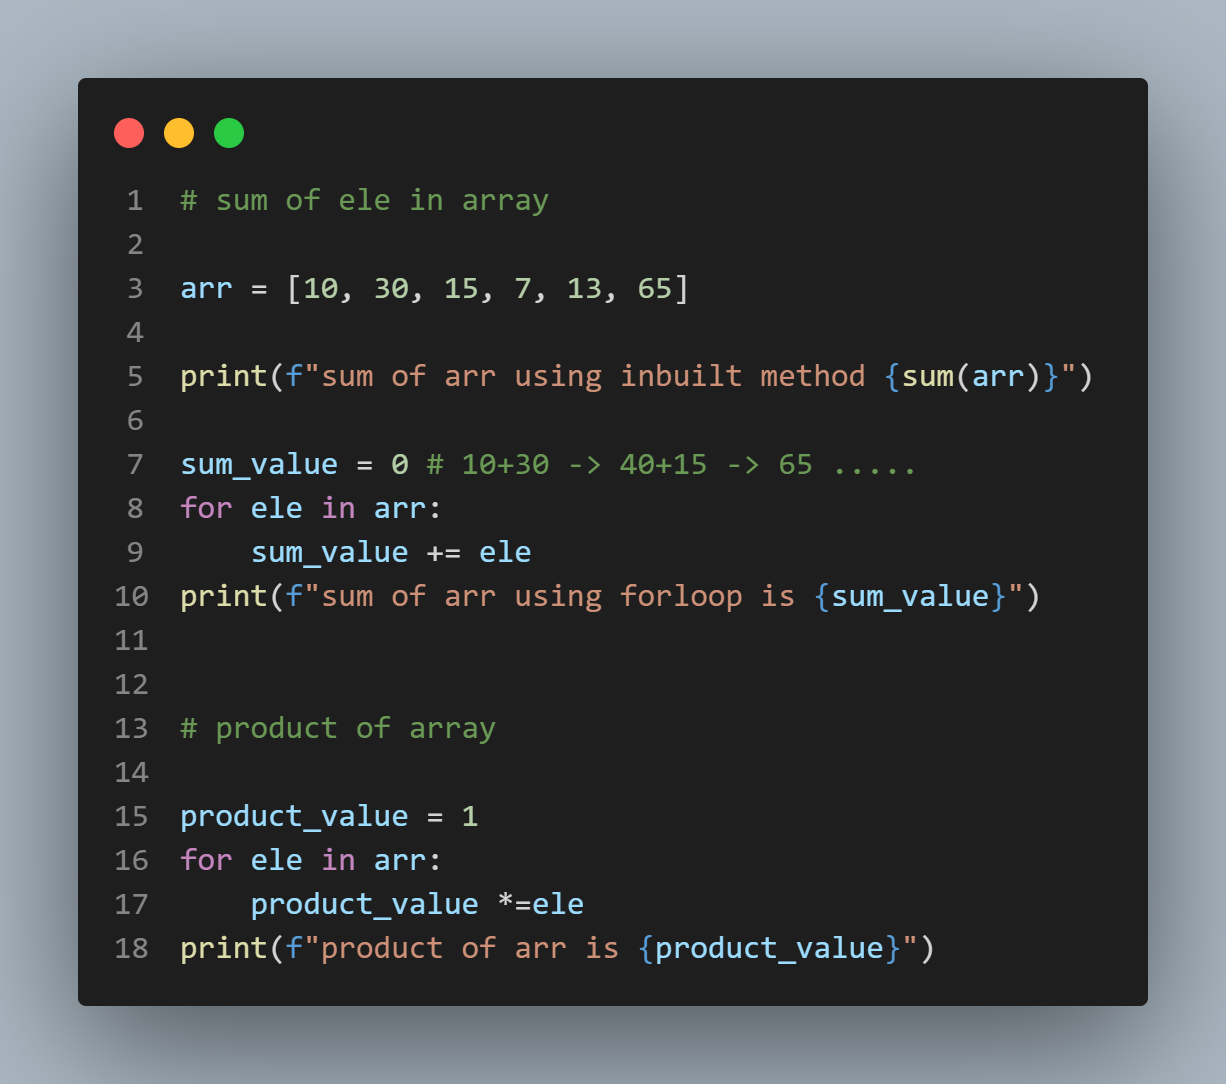 1 # sum of ele in array
2
3 arr = [10, 30, 15, 7, 13, 65]
4
5 print(f"sum of arr using inbuilt method {sum(arr)}")
6
7 sum_value = 0 # 10+30 -> 40+15 -> 65 .....
8 for ele in arr:
9     sum_value += ele
10 print(f"sum of arr using forloop is {sum_value}")
11
12
13 # product of array
14
15 product_value = 1
16 for ele in arr:
17     product_value *=ele
18 print(f"product of arr is {product_value}")